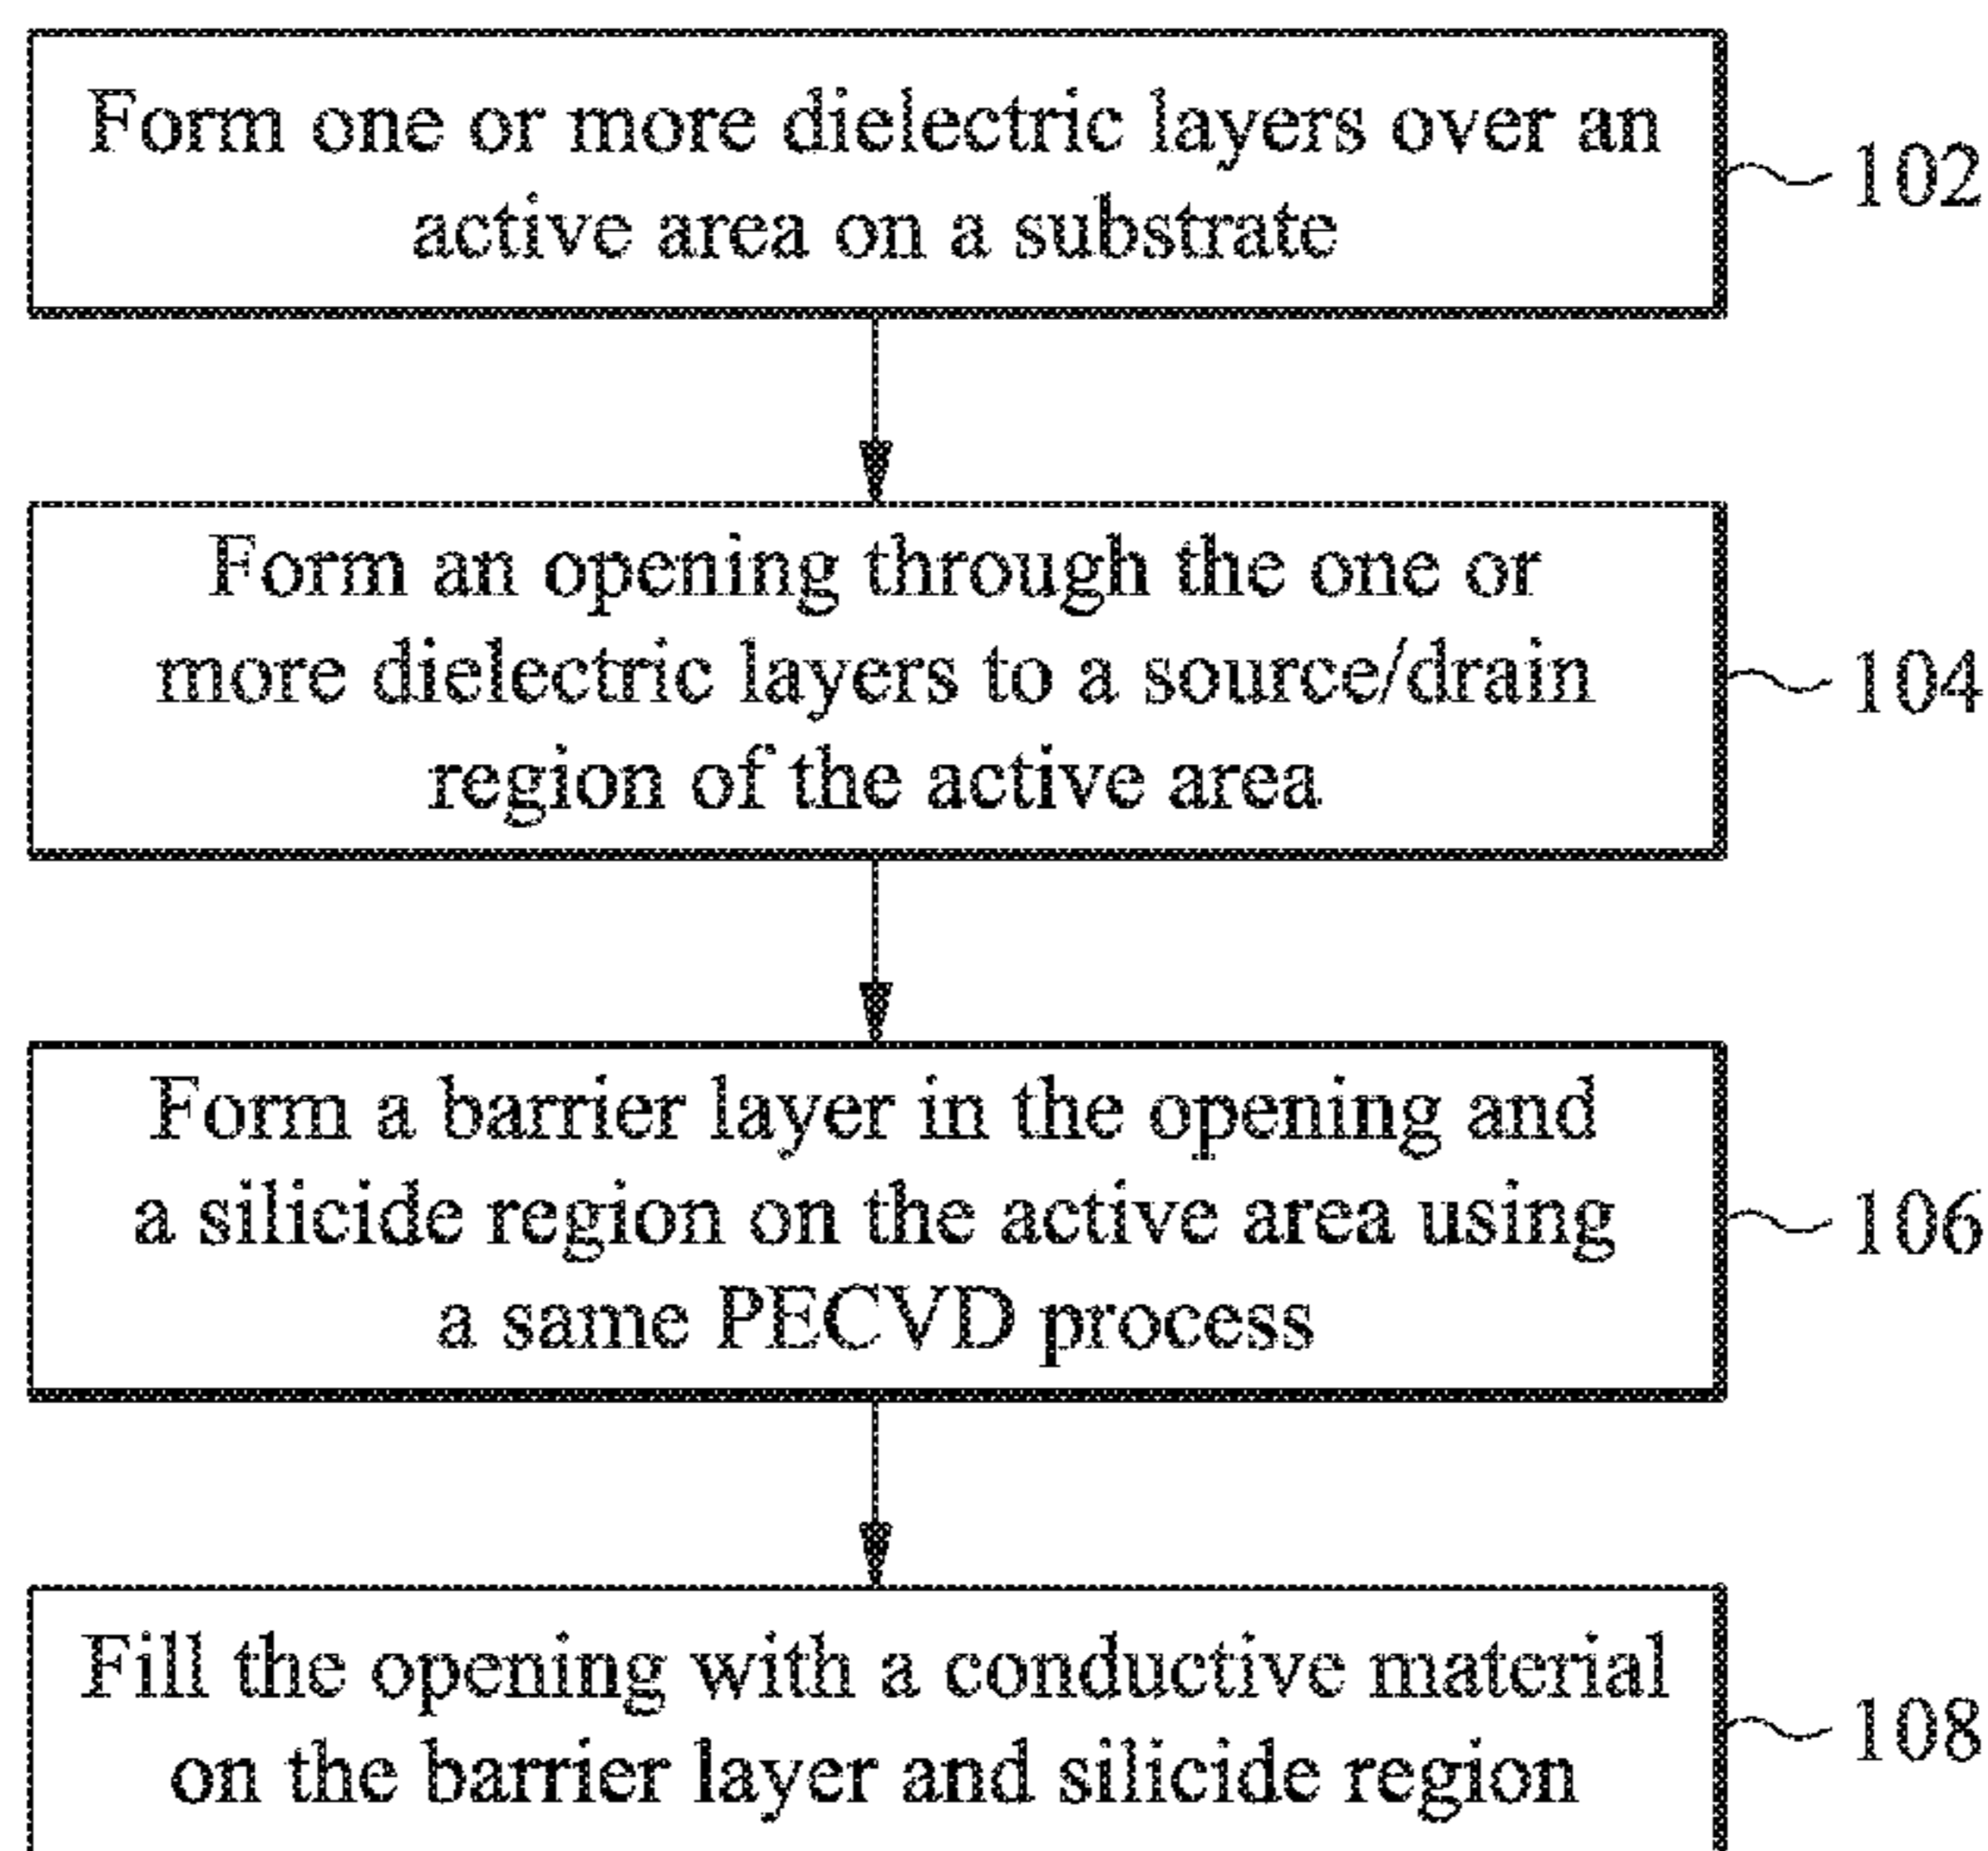 Form one or more dielectric layers over an
active area on a substrate
102
Form an opening through the one or
more dielectric layers to a source/drain
region of the active area
104
Form a barrier layer in the opening and
a silicide region on the active area using
a same PECVD process
106
Fill the opening with a conductive material
on the barrier layer and silicide region
108